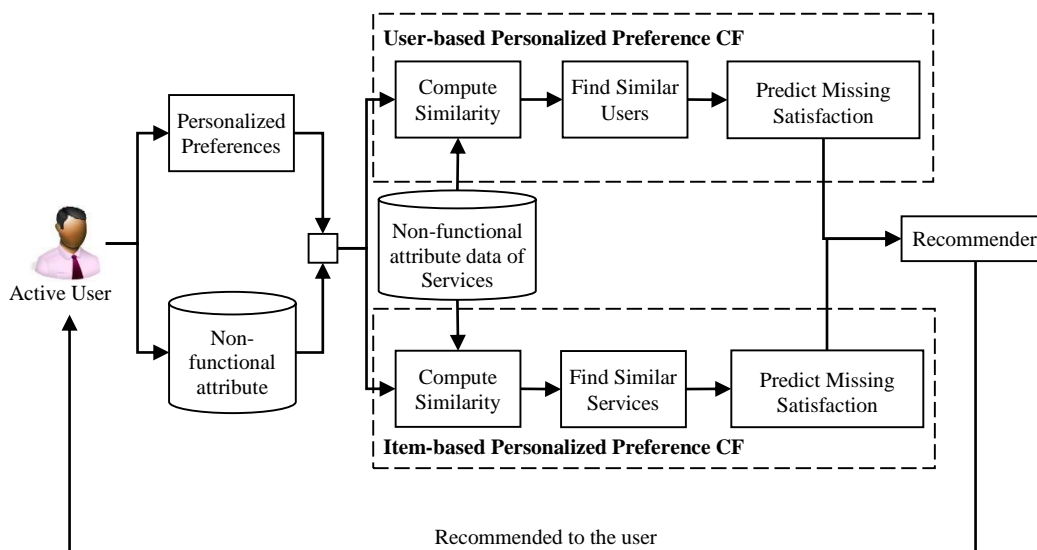 User-based Personalized Preference CF
Compute
Similarity
Find Similar
Users
Predict Missing
Satisfaction
Personalized
Preferences
Non-functional
attribute data of
Services
Recommender
Active User
Non-
functional
attribute
Compute
Similarity
Find Similar
Services
Predict Missing
Satisfaction
Item-based Personalized Preference CF
Recommended to the user